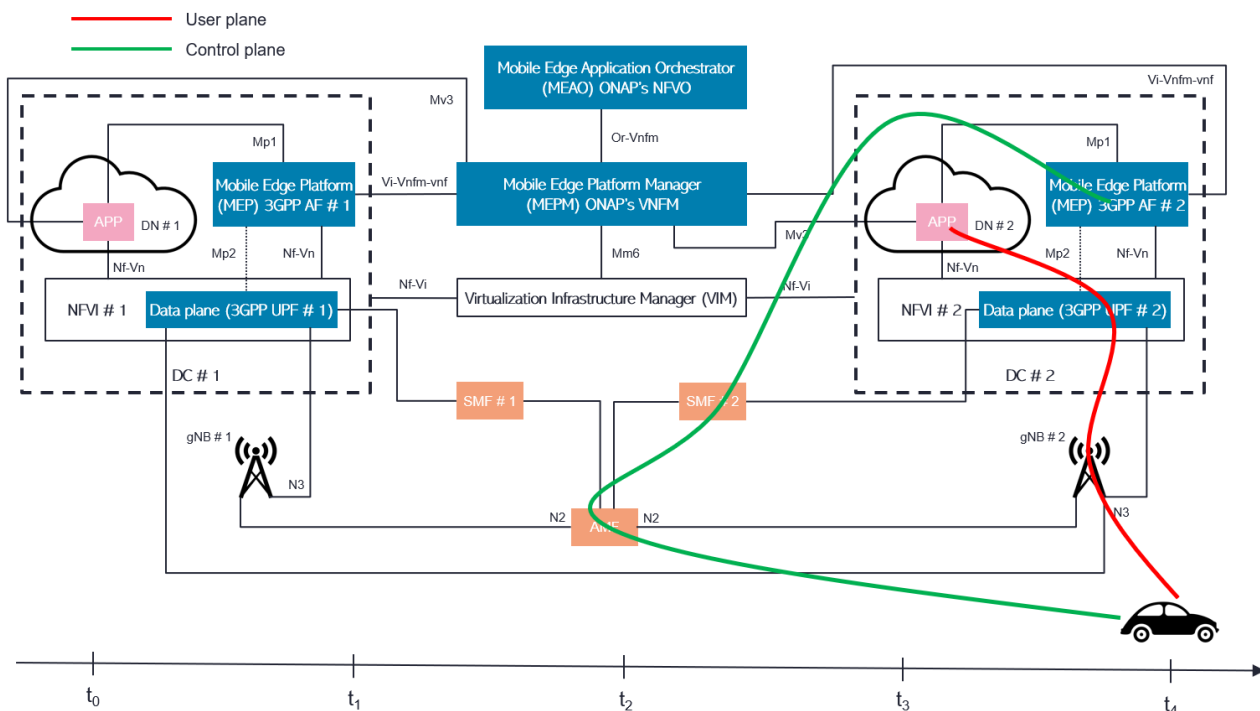 User plane
Control plane
Mobile Edge Application Orchestrator
(MEAO) ONAP's NFVO
Vi-Vnfm-vnf
Mv3
Or-Vnfm
Mp1
Mp1
Vi-Vnfm-vnf
Mobile Edge Platform
(MEP) 3GPP AF # 1
Mobile Edge Platform Manager
(MEPM) ONAP's VNFM
Mobile Edge Platform
(MEP) 3GPP AF # 2
APP
DN # 1
APP
DN # 2
Mv2
Mp2
Nf-Vn
Mm6
Mp2
Nf-Vn
Nf-Vn
Nf-Vn
Nf-Vi
Virtualization Infrastructure Manager (VIM)
Nf-Vi
NFVI # 1
Data plane (3GPP UPF # 1)
NFVI # 2
Data plane (3GPP UPF # 2)
DC # 1
DC # 2
SMF # 1
SMF # 2
gNB # 1
gNB # 2
N3
N3
N2
AMF
N2
t0
t1
t2
t3
t4